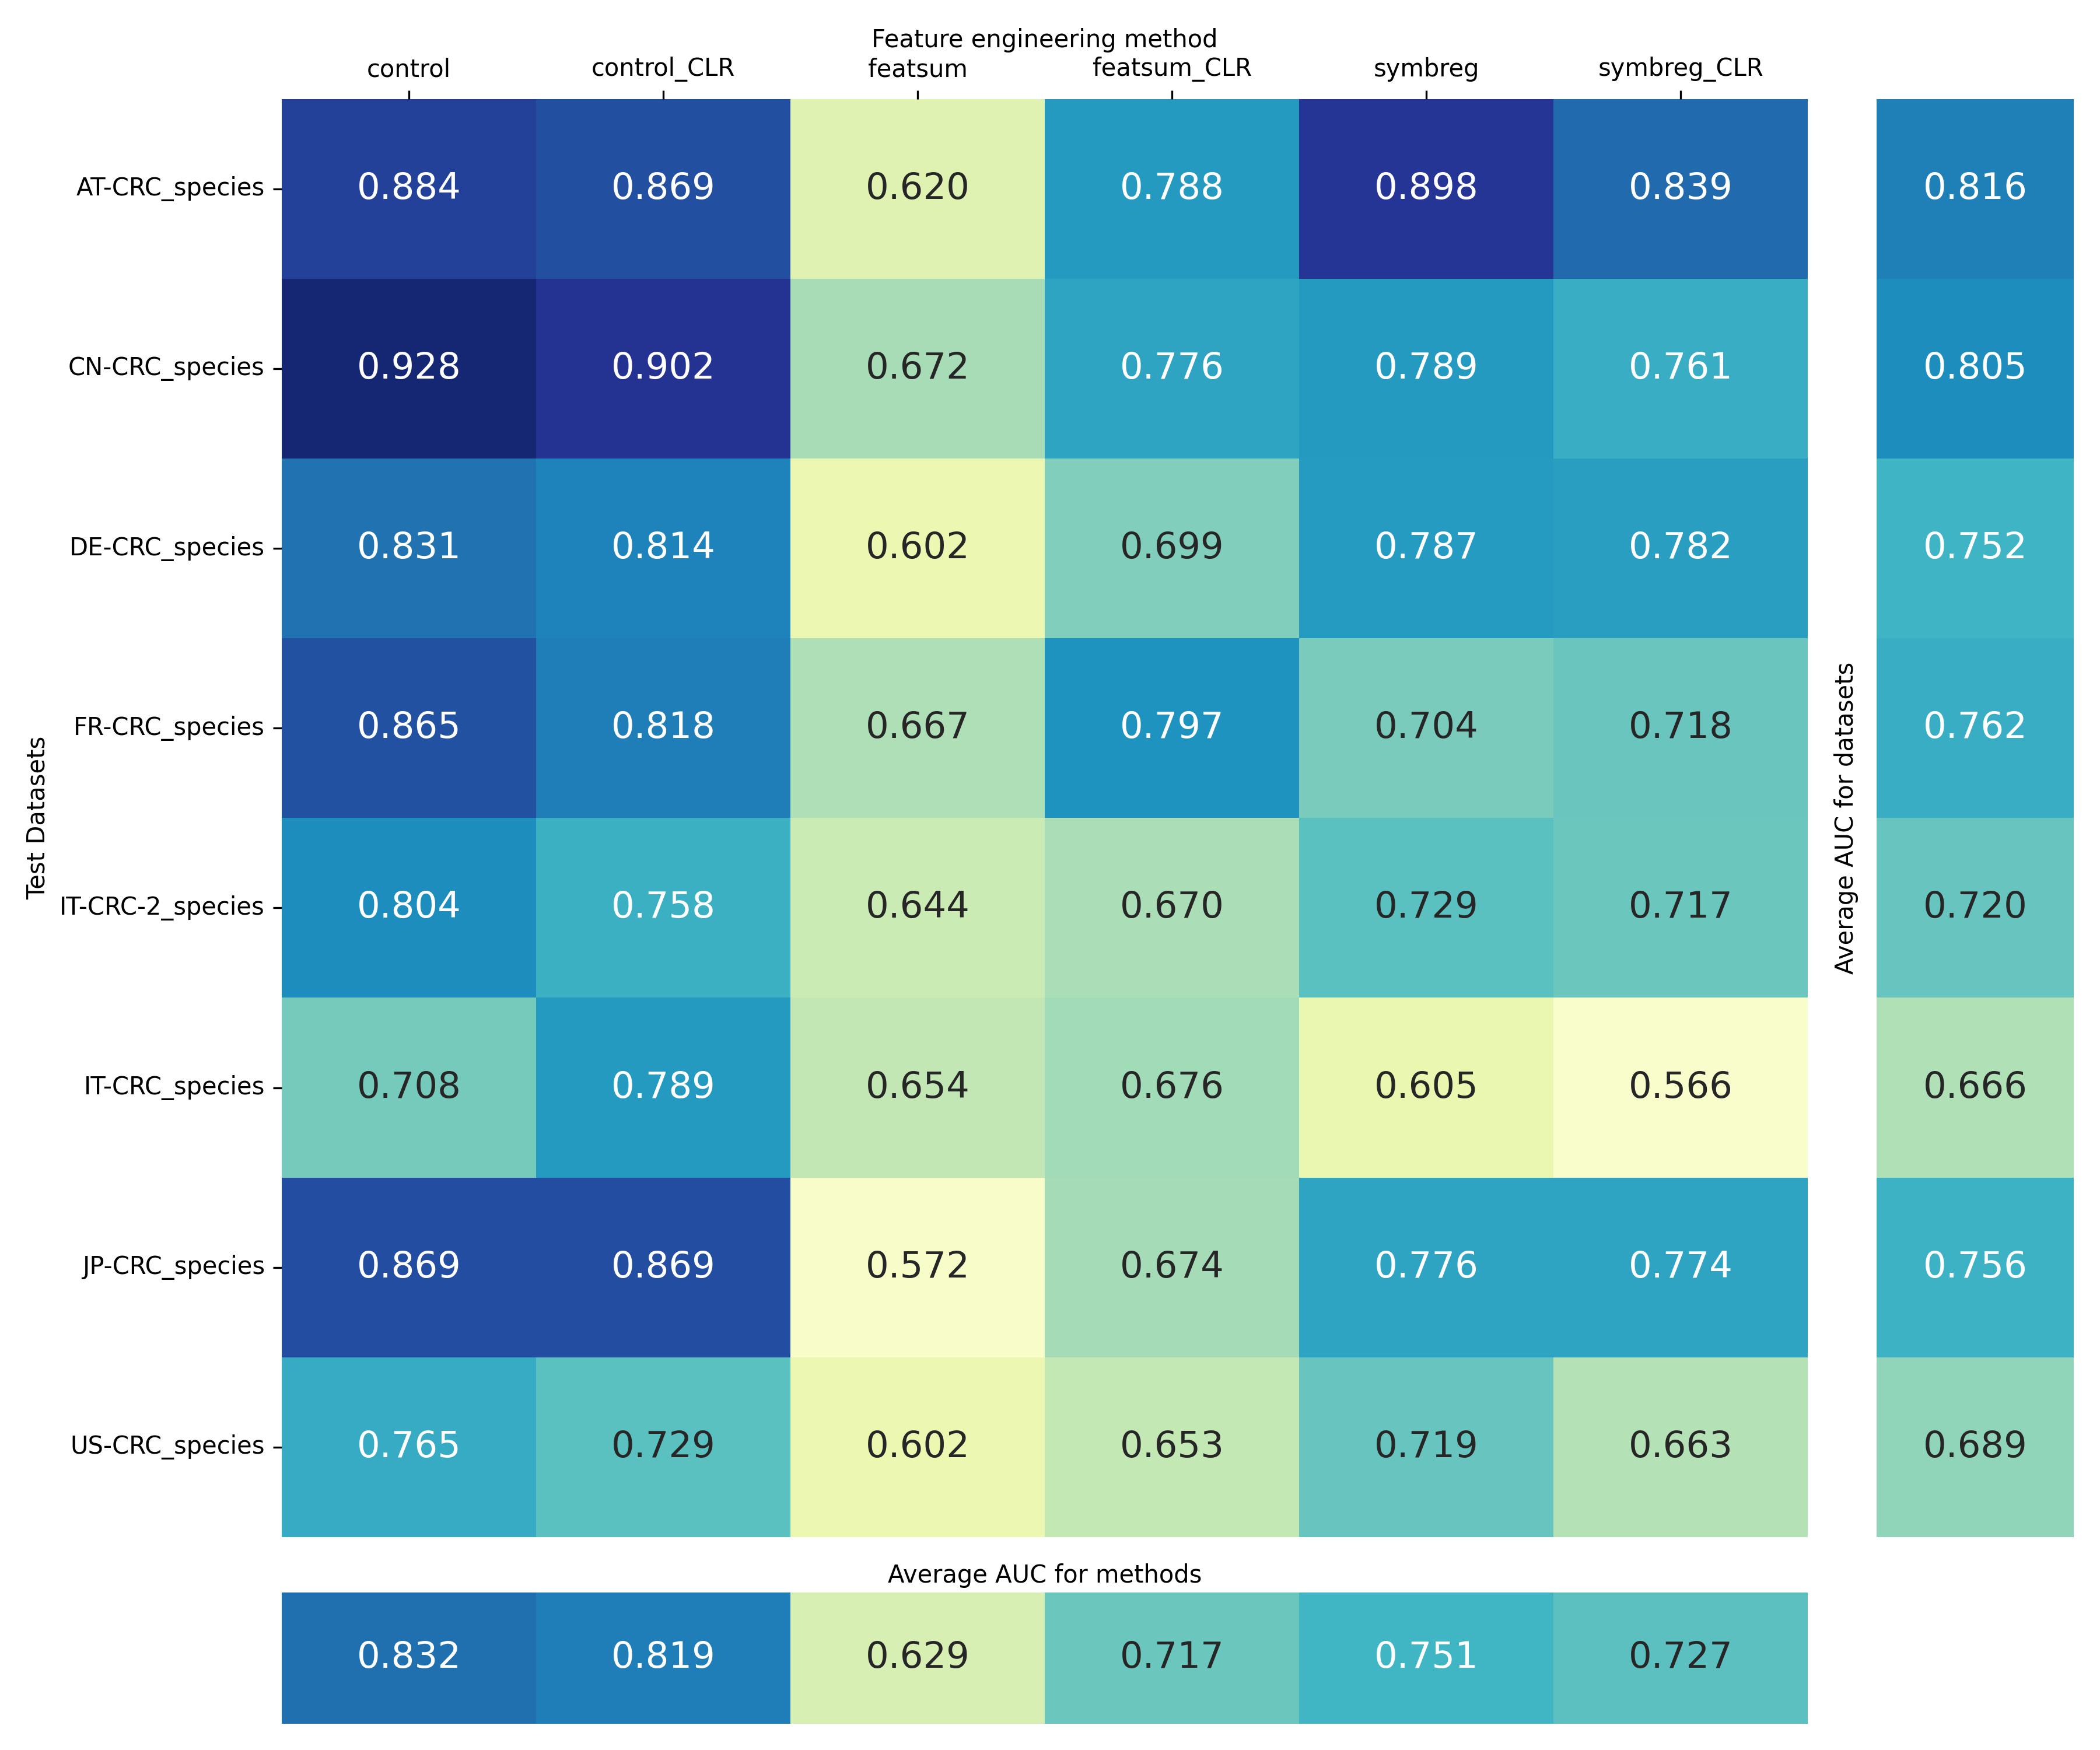 Feature engineering method
control control_CLR featsum featsum_CLR symbreg symbreg_CLR
AT-CRC_species 0.884 0.869 0.620 0.788 0.898 0.839 0.816
CN-CRC_species 0.928 0.902 0.672 0.776 0.789 0.761 0.805
DE-CRC_species 0.831 0.814 0.602 0.699 0.787 0.782 0.752
FR-CRC_species 0.865 0.818 0.667 0.797 0.704 0.718 0.762
IT-CRC-2_species 0.804 0.758 0.644 0.670 0.729 0.717 0.720
IT-CRC_species 0.708 0.789 0.654 0.676 0.605 0.566 0.666
JP-CRC_species 0.869 0.869 0.572 0.674 0.776 0.774 0.756
US-CRC_species 0.765 0.729 0.602 0.653 0.719 0.663 0.689
Test Datasets
Average AUC for datasets
Average AUC for methods
0.832 0.819 0.629 0.717 0.751 0.727